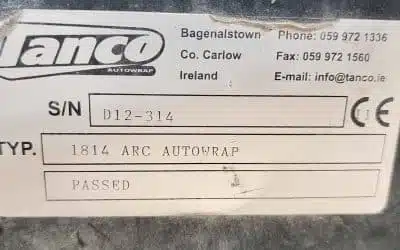 Tanco
AUTOWRAP
Bagenalstown Phone: 059 972 1336
Co. Carlow Fax: 059 972 1560
Ireland E-mail: info@tanco.ie
S/N D12-314 CE
TYP. 1814 ARC AUTOWRAP
PASSED